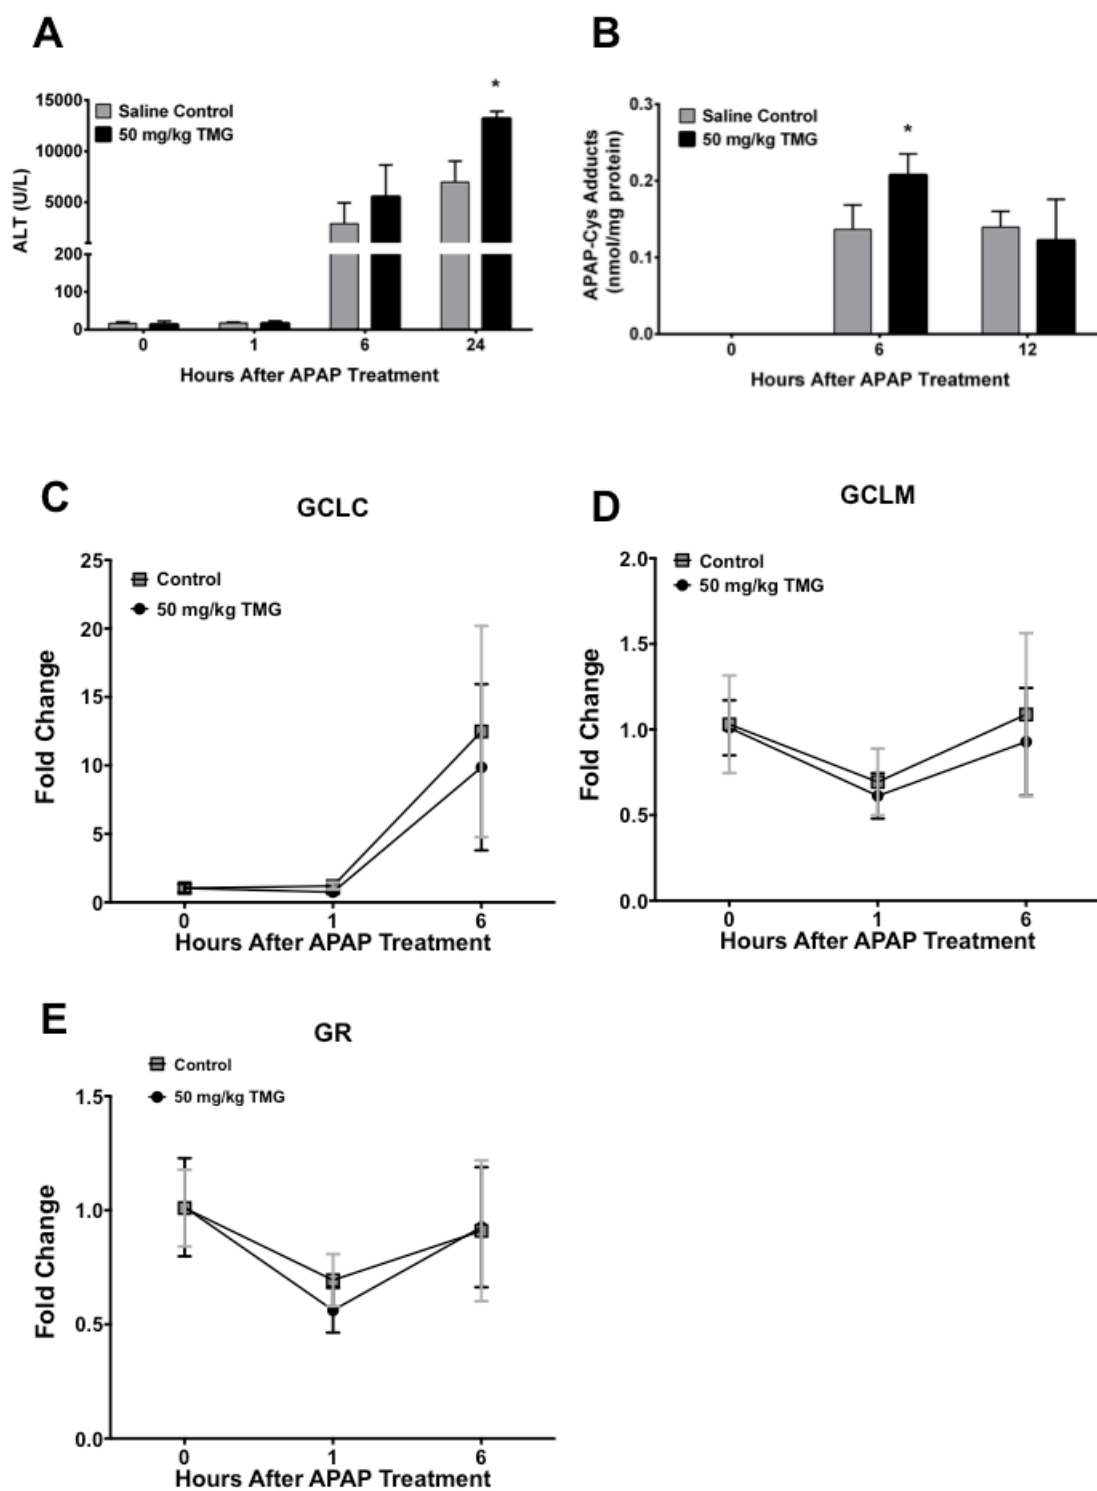 A
Saline Control
50 mg/kg TMG
*
ALT (U/L)
15000
10000
5000
200
100
0
0 1 6 24
Hours After APAP Treatment
B
Saline Control
50 mg/kg TMG
*
APAP-Cys Adducts
(nmol/mg protein)
0.3
0.2
0.1
0.0
0 6 12
Hours After APAP Treatment
C
GCLC
Control
50 mg/kg TMG
Fold Change
25
20
15
10
5
0
0 1 6
Hours After APAP Treatment
D
GCLM
Control
50 mg/kg TMG
Fold Change
2.0
1.5
1.0
0.5
0.0
0 1 6
Hours After APAP Treatment
E
GR
Control
50 mg/kg TMG
Fold Change
1.5
1.0
0.5
0.0
0 1 6
Hours After APAP Treatment